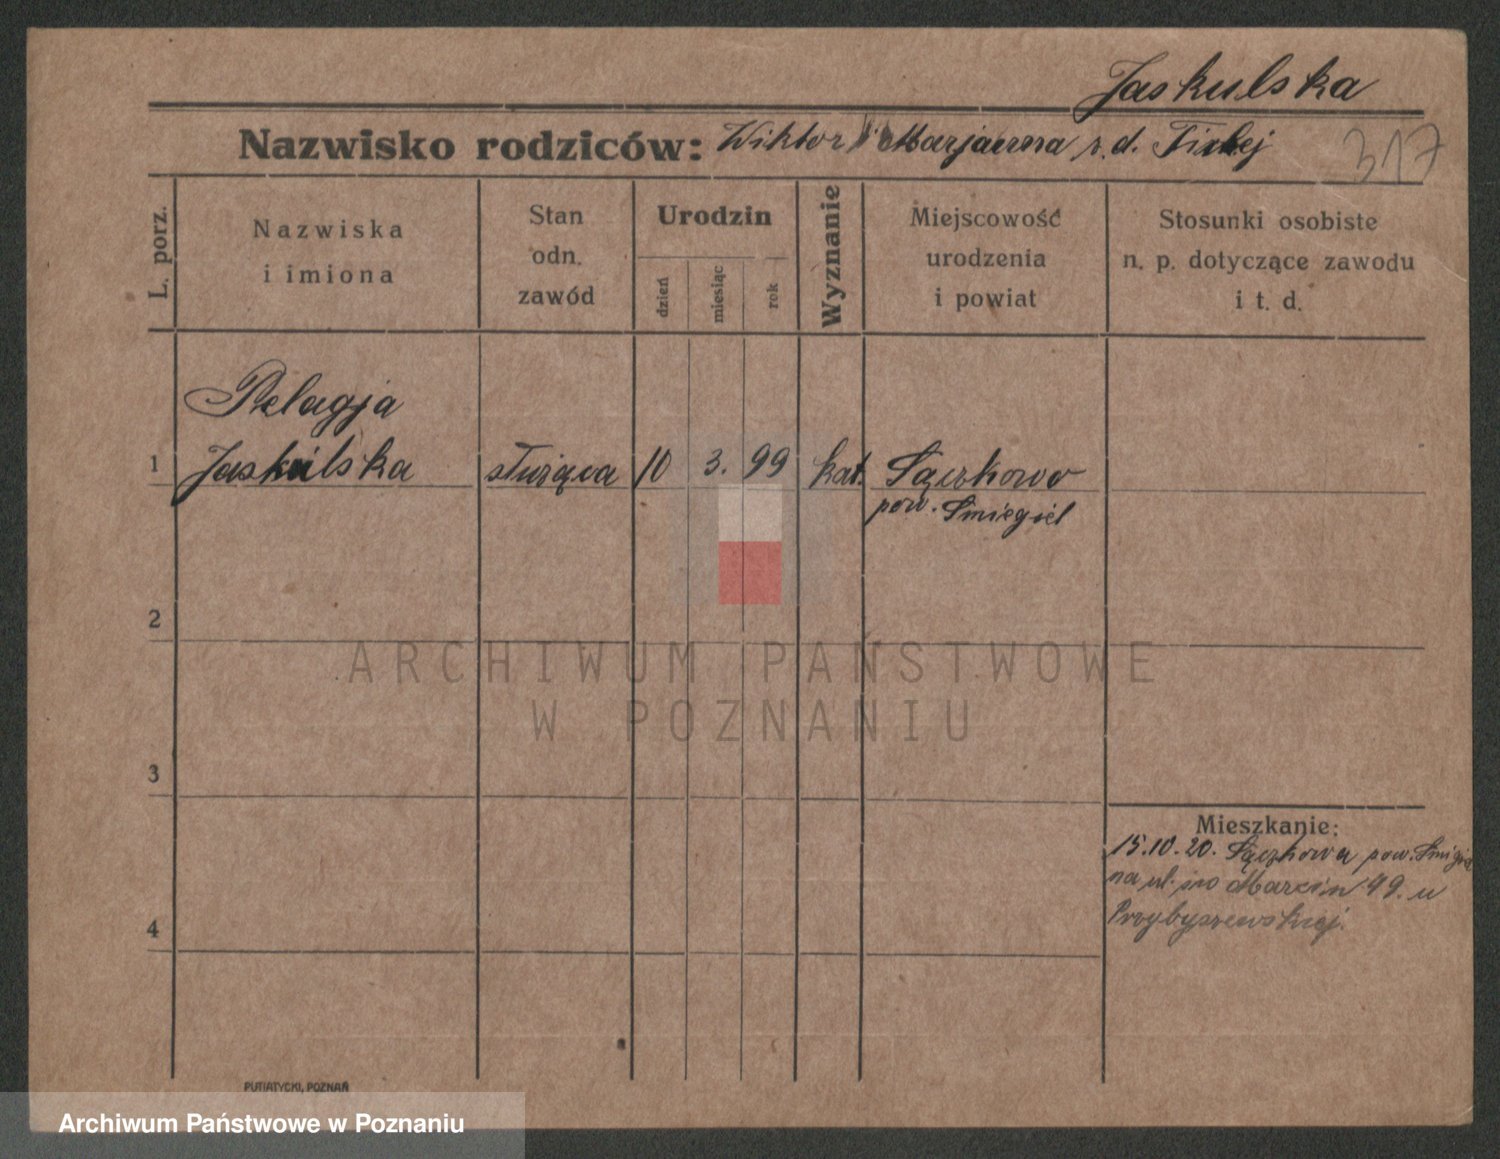 Jaskulska
Nazwisko rodziców: Wiktor i Marjanna r.d.
317
L. porz.
Nazwiska
i imiona
Stan
odn.
zawód
Urodzin
dzień
miesiąc
rok
Wyznanie
Miejscowość
urodzenia
i powiat
Stosunki osobiste
n. p. dotyczące zawodu
i t. d.
Pelagja
1 Jaskulska służąca 10 3. 99 kat. Sączkowo
pow. Śmiegiel
2
ARCHIWUM PAŃSTWOWE
W POZNANIU
3
Mieszkanie:
15.10.20. Sączkowa pow. Śmigiel
na ul. św Marcin 49. u
Przybyszewskiej.
4
PUTIATYCKI, POZNAŃ
Archiwum Państwowe w Poznaniu